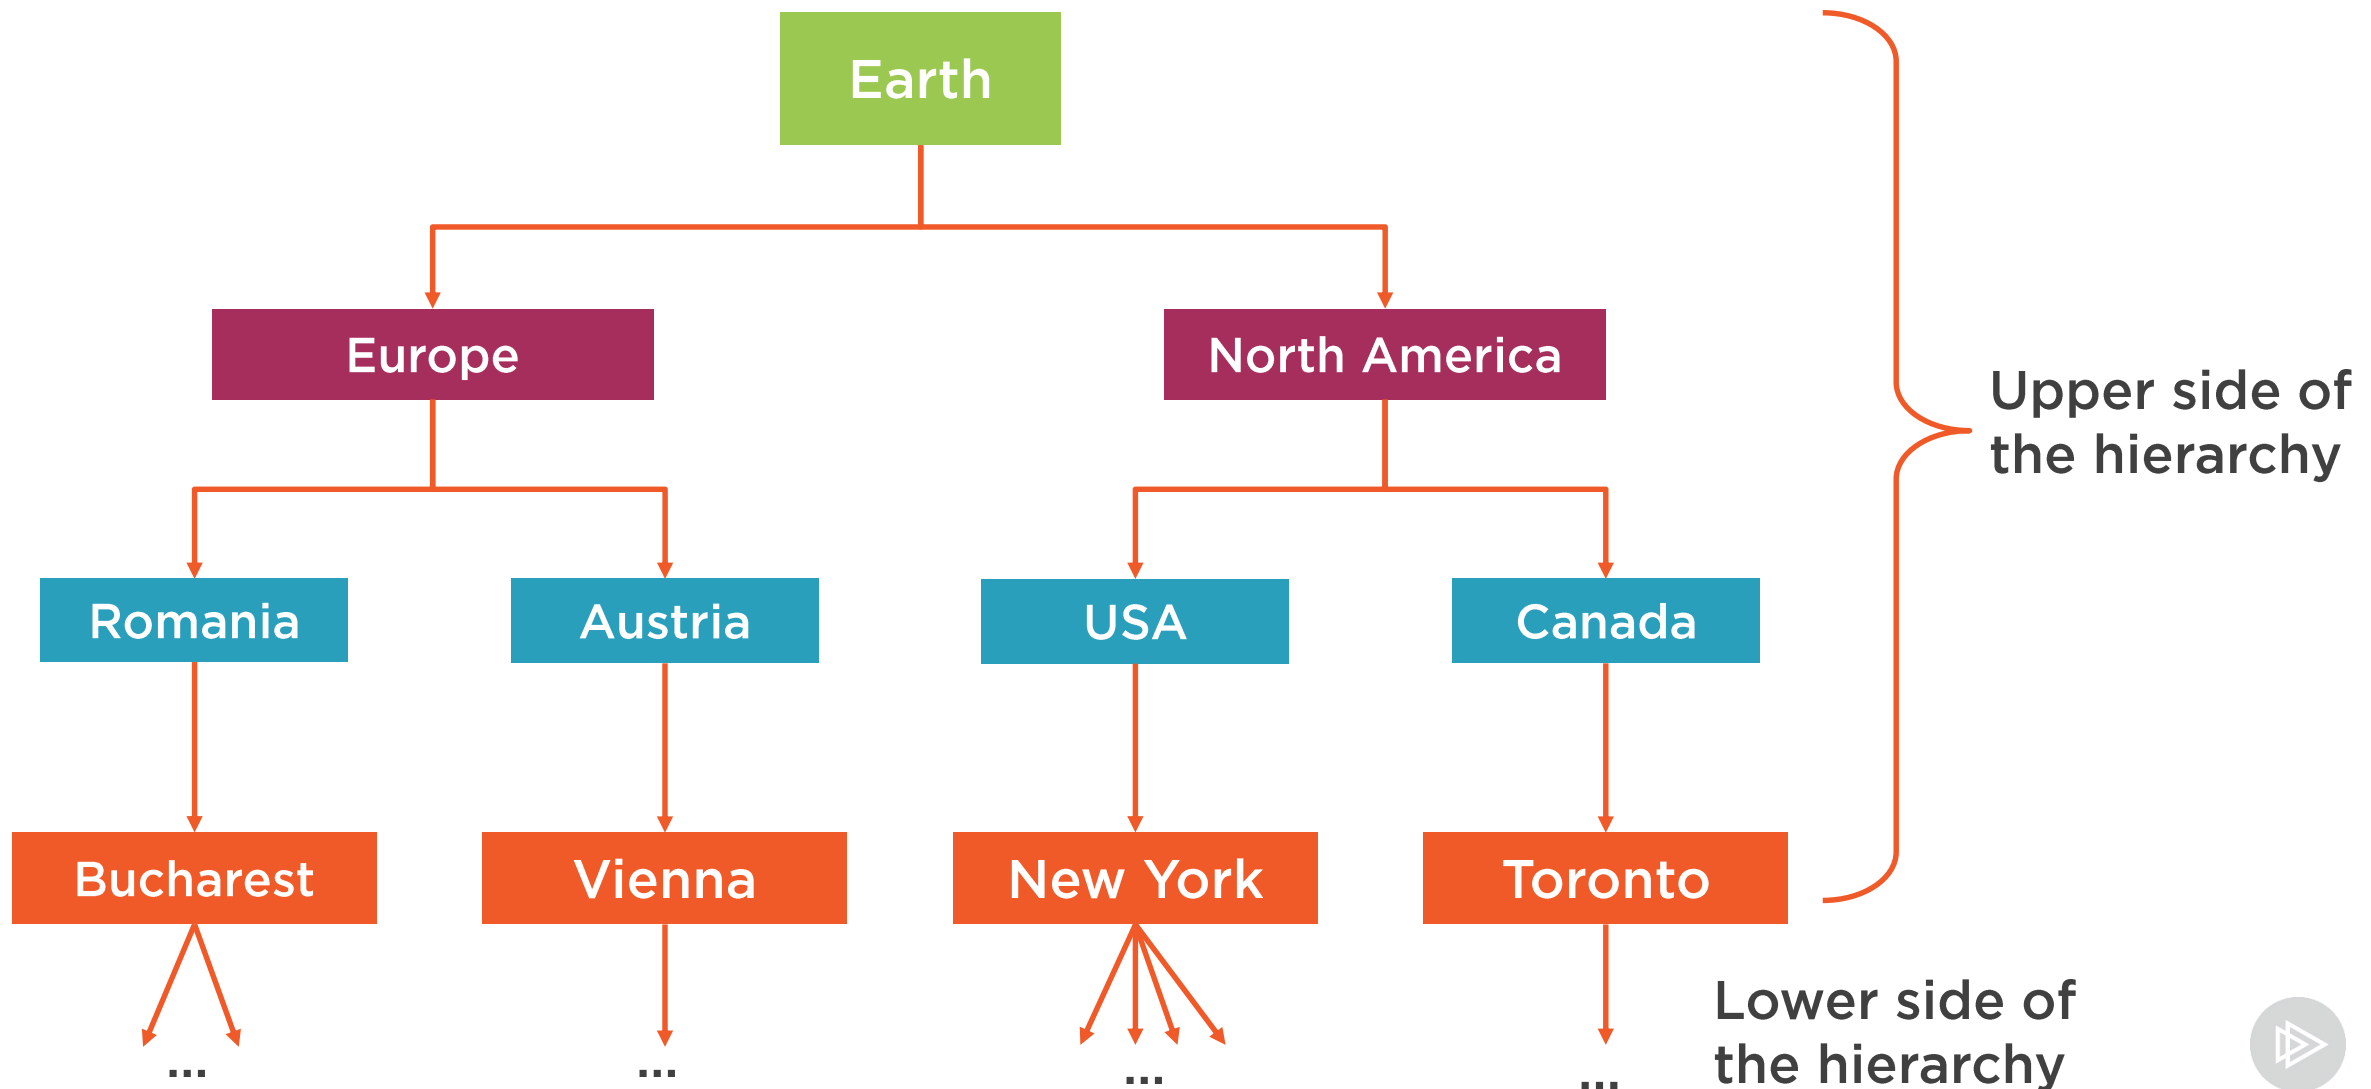 Earth
Europe
North America
Upper side of
the hierarchy
Romania
Austria
USA
Canada
Bucharest
Vienna
New York
Toronto
Lower side of
the hierarchy
...
...
...
...